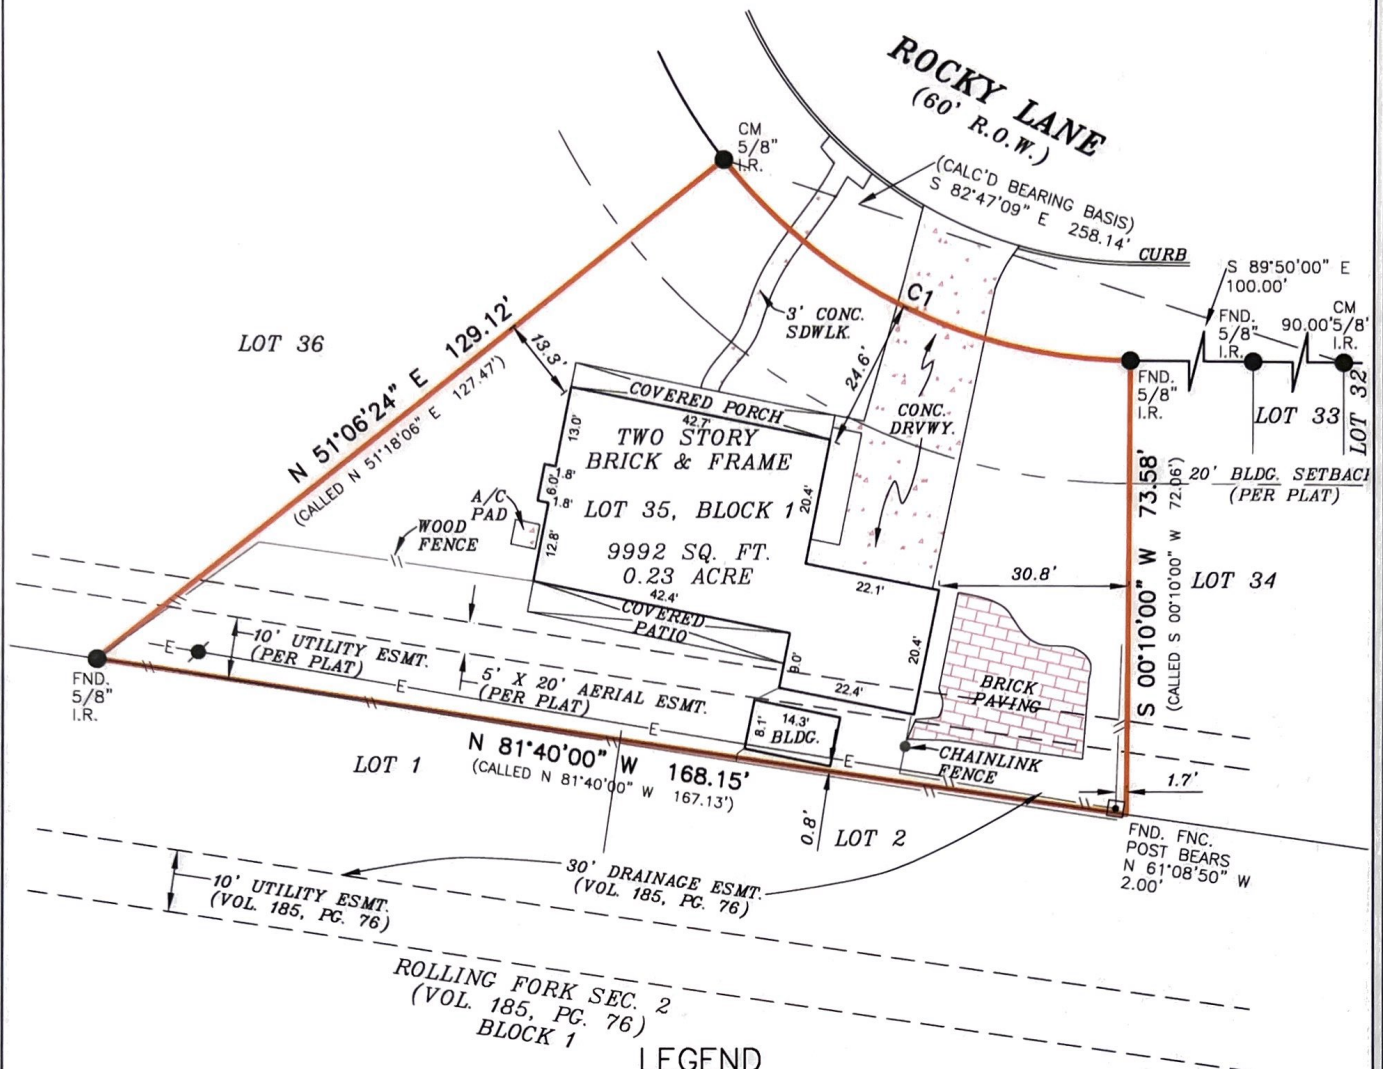 ROCKY LANE
(60' R.O.W.)
(CALC'D BEARING BASIS)
S 82°47'09" E 258.14'
CURB
CM
5/8"
I.R.
S 89°50'00" E
100.00'
FND.
5/8"
I.R.
90.00'
CM
5/8"
I.R.
C1
3' CONC.
SDWLK.
24.6'
CONC.
DRVWY.
FND.
5/8"
I.R.
LOT 33
LOT 32
20' BLDG. SETBACK
(PER PLAT)
LOT 36
N 51°06'24" E 129.12'
(CALLED N 51°18'06" E 127.47')
13.3'
COVERED PORCH
42.7'
13.0'
TWO STORY
BRICK & FRAME
1.8'
6.0'
1.8'
LOT 35, BLOCK 1
20.4'
A/C
PAD
WOOD
FENCE
12.8'
9992 SQ. FT.
0.23 ACRE
42.4'
22.1'
30.8'
S 00°10'00" W 73.58'
(CALLED S 00°10'00" W 72.06')
LOT 34
COVERED
PATIO
9.0'
20.4'
22.4'
E
10' UTILITY ESMT.
(PER PLAT)
E
5' X 20' AERIAL ESMT.
(PER PLAT)
E
FND.
5/8"
I.R.
8.1'
14.3'
BLDG.
E
BRICK
PAVING
CHAINLINK
FENCE
1.7'
N 81°40'00" W 168.15'
(CALLED N 81°40'00" W 167.13')
LOT 1
0.8'
LOT 2
FND. FNC.
POST BEARS
N 61°08'50" W
2.00'
30' DRAINAGE ESMT.
(VOL. 185, PG. 76)
10' UTILITY ESMT.
(VOL. 185, PG. 76)
ROLLING FORK SEC. 2
(VOL. 185, PG. 76)
BLOCK 1
LEGEND